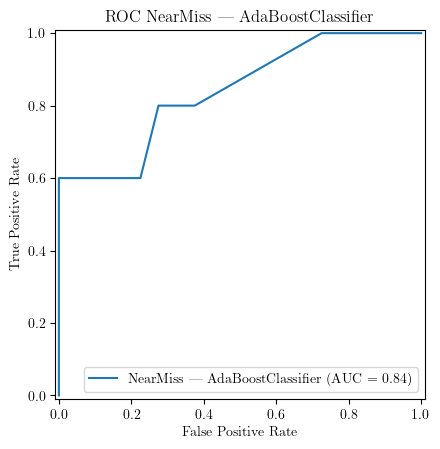 ROC NearMiss — AdaBoostClassifier
1.0
0.8
0.6
0.4
0.2
0.0
True Positive Rate
NearMiss — AdaBoostClassifier (AUC = 0.84)
0.0 0.2 0.4 0.6 0.8 1.0
False Positive Rate